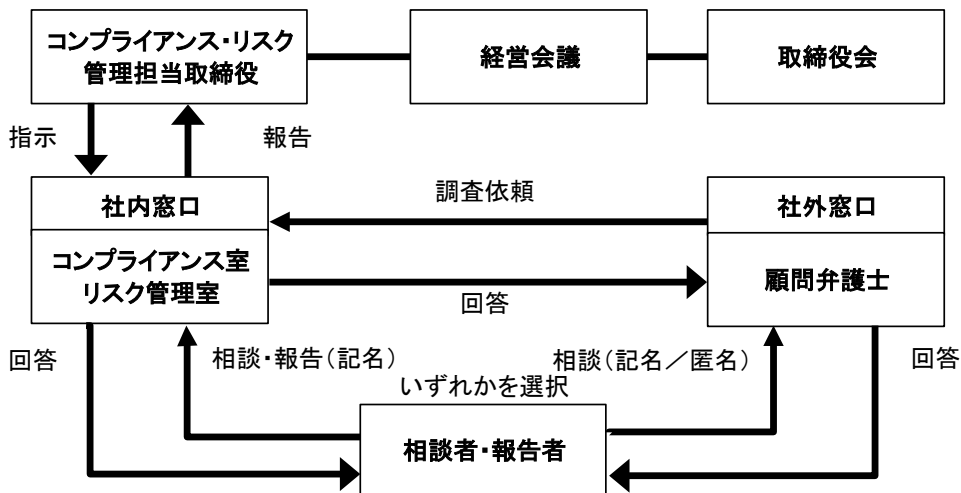 コンプライアンス・リスク
管理担当取締役
経営会議
取締役会
指示
報告
社内窓口
調査依頼
社外窓口
コンプライアンス室
リスク管理室
回答
顧問弁護士
回答
相談・報告(記名)
相談(記名/匿名)
回答
いずれかを選択
相談者・報告者